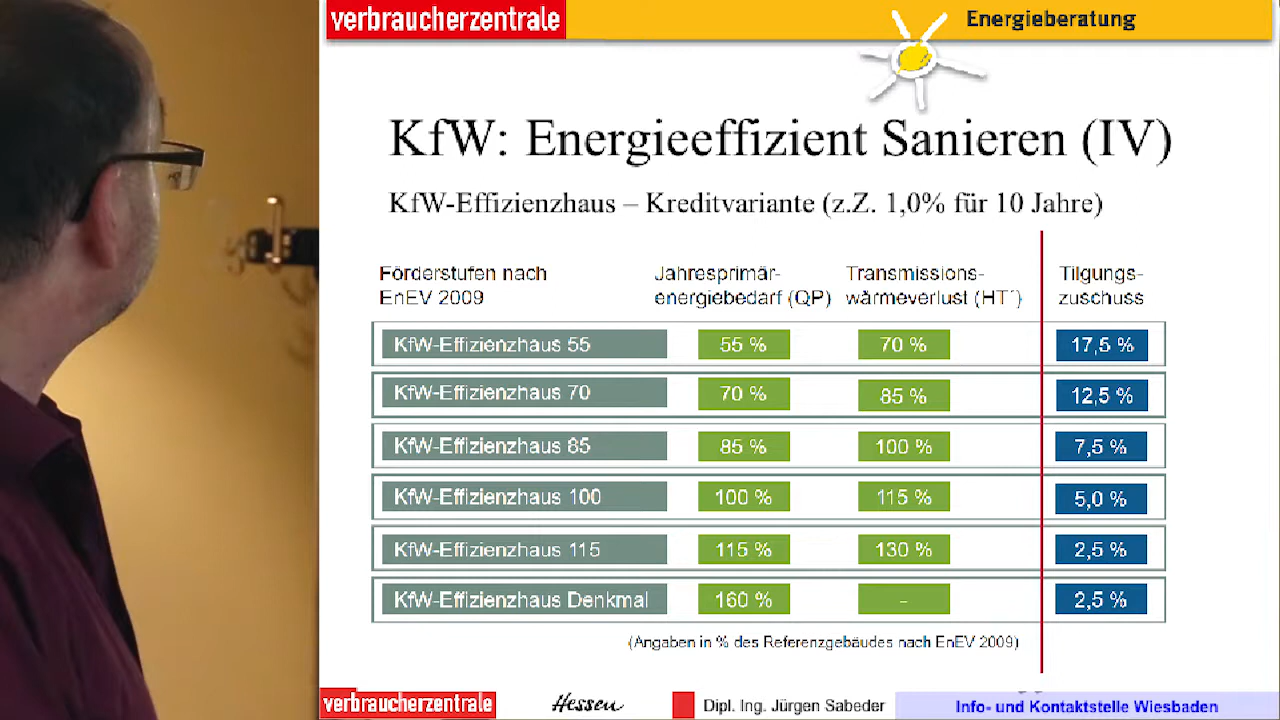 verbraucherzentrale
Energieberatung
KfW: Energieeffizient Sanieren (IV)
KfW-Effizienzhaus – Kreditvariante (z.Z. 1,0% für 10 Jahre)
Förderstufen nach
EnEV 2009
Jahresprimär-
energiebedarf (QP)
Transmissions-
wärmeverlust (HT´)
Tilgungs-
zuschuss
KfW-Effizienzhaus 55 55 % 70 % 17,5 %
KfW-Effizienzhaus 70 70 % 85 % 12,5 %
KfW-Effizienzhaus 85 85 % 100 % 7,5 %
KfW-Effizienzhaus 100 100 % 115 % 5,0 %
KfW-Effizienzhaus 115 115 % 130 % 2,5 %
KfW-Effizienzhaus Denkmal 160 % - 2,5 %
(Angaben in % des Referenzgebäudes nach EnEV 2009)
verbraucherzentrale Hessen Dipl. Ing. Jürgen Sabeder Info- und Kontaktstelle Wiesbaden